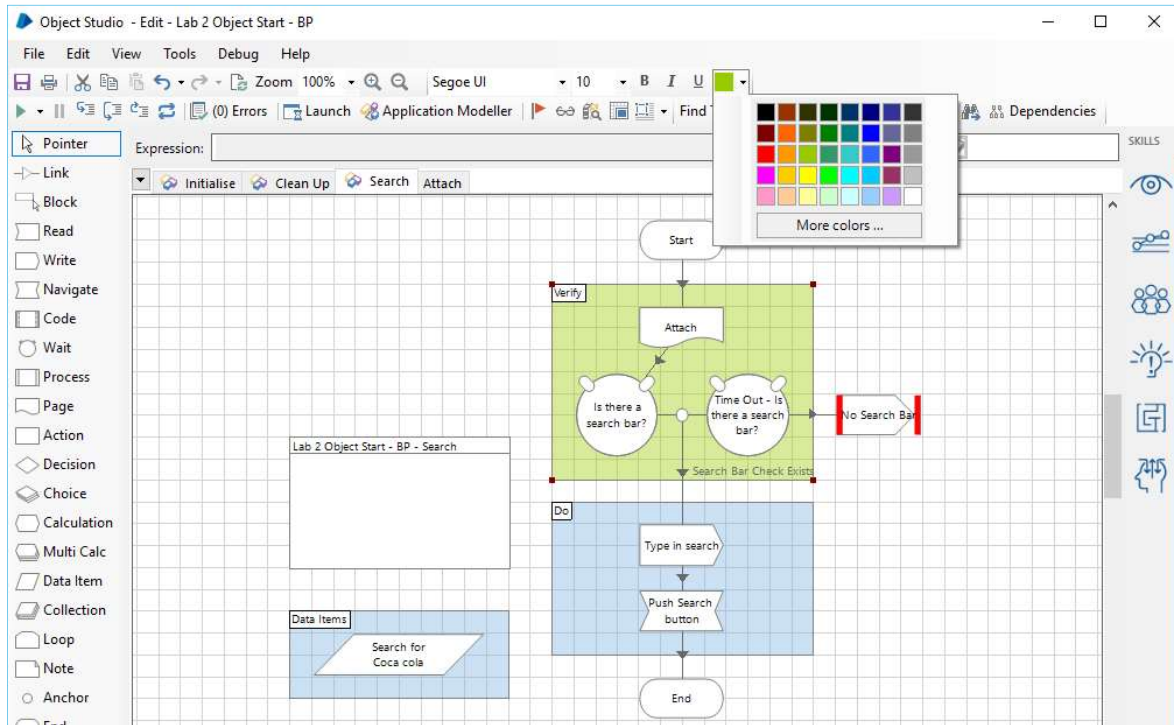 Object Studio - Edit - Lab 2 Object Start - BP
File Edit View Tools Debug Help
Zoom 100% Segoe UI 10 B I U
(0) Errors Launch Application Modeller Find Dependencies
Pointer
Expression:
SKILLS
Link
Initialise Clean Up Search Attach
Block
Read
Write
Navigate
Code
Wait
Process
Page
Action
Decision
Choice
Calculation
Multi Calc
Data Item
Collection
Loop
Note
Anchor
More colors ...
Start
Verify
Attach
Is there a
search bar?
Time Out - Is
there a search
bar?
No Search Bar
Search Bar Check Exists
Lab 2 Object Start - BP - Search
Do
Type in search
Push Search
button
Data Items
Search for
Coca cola
End